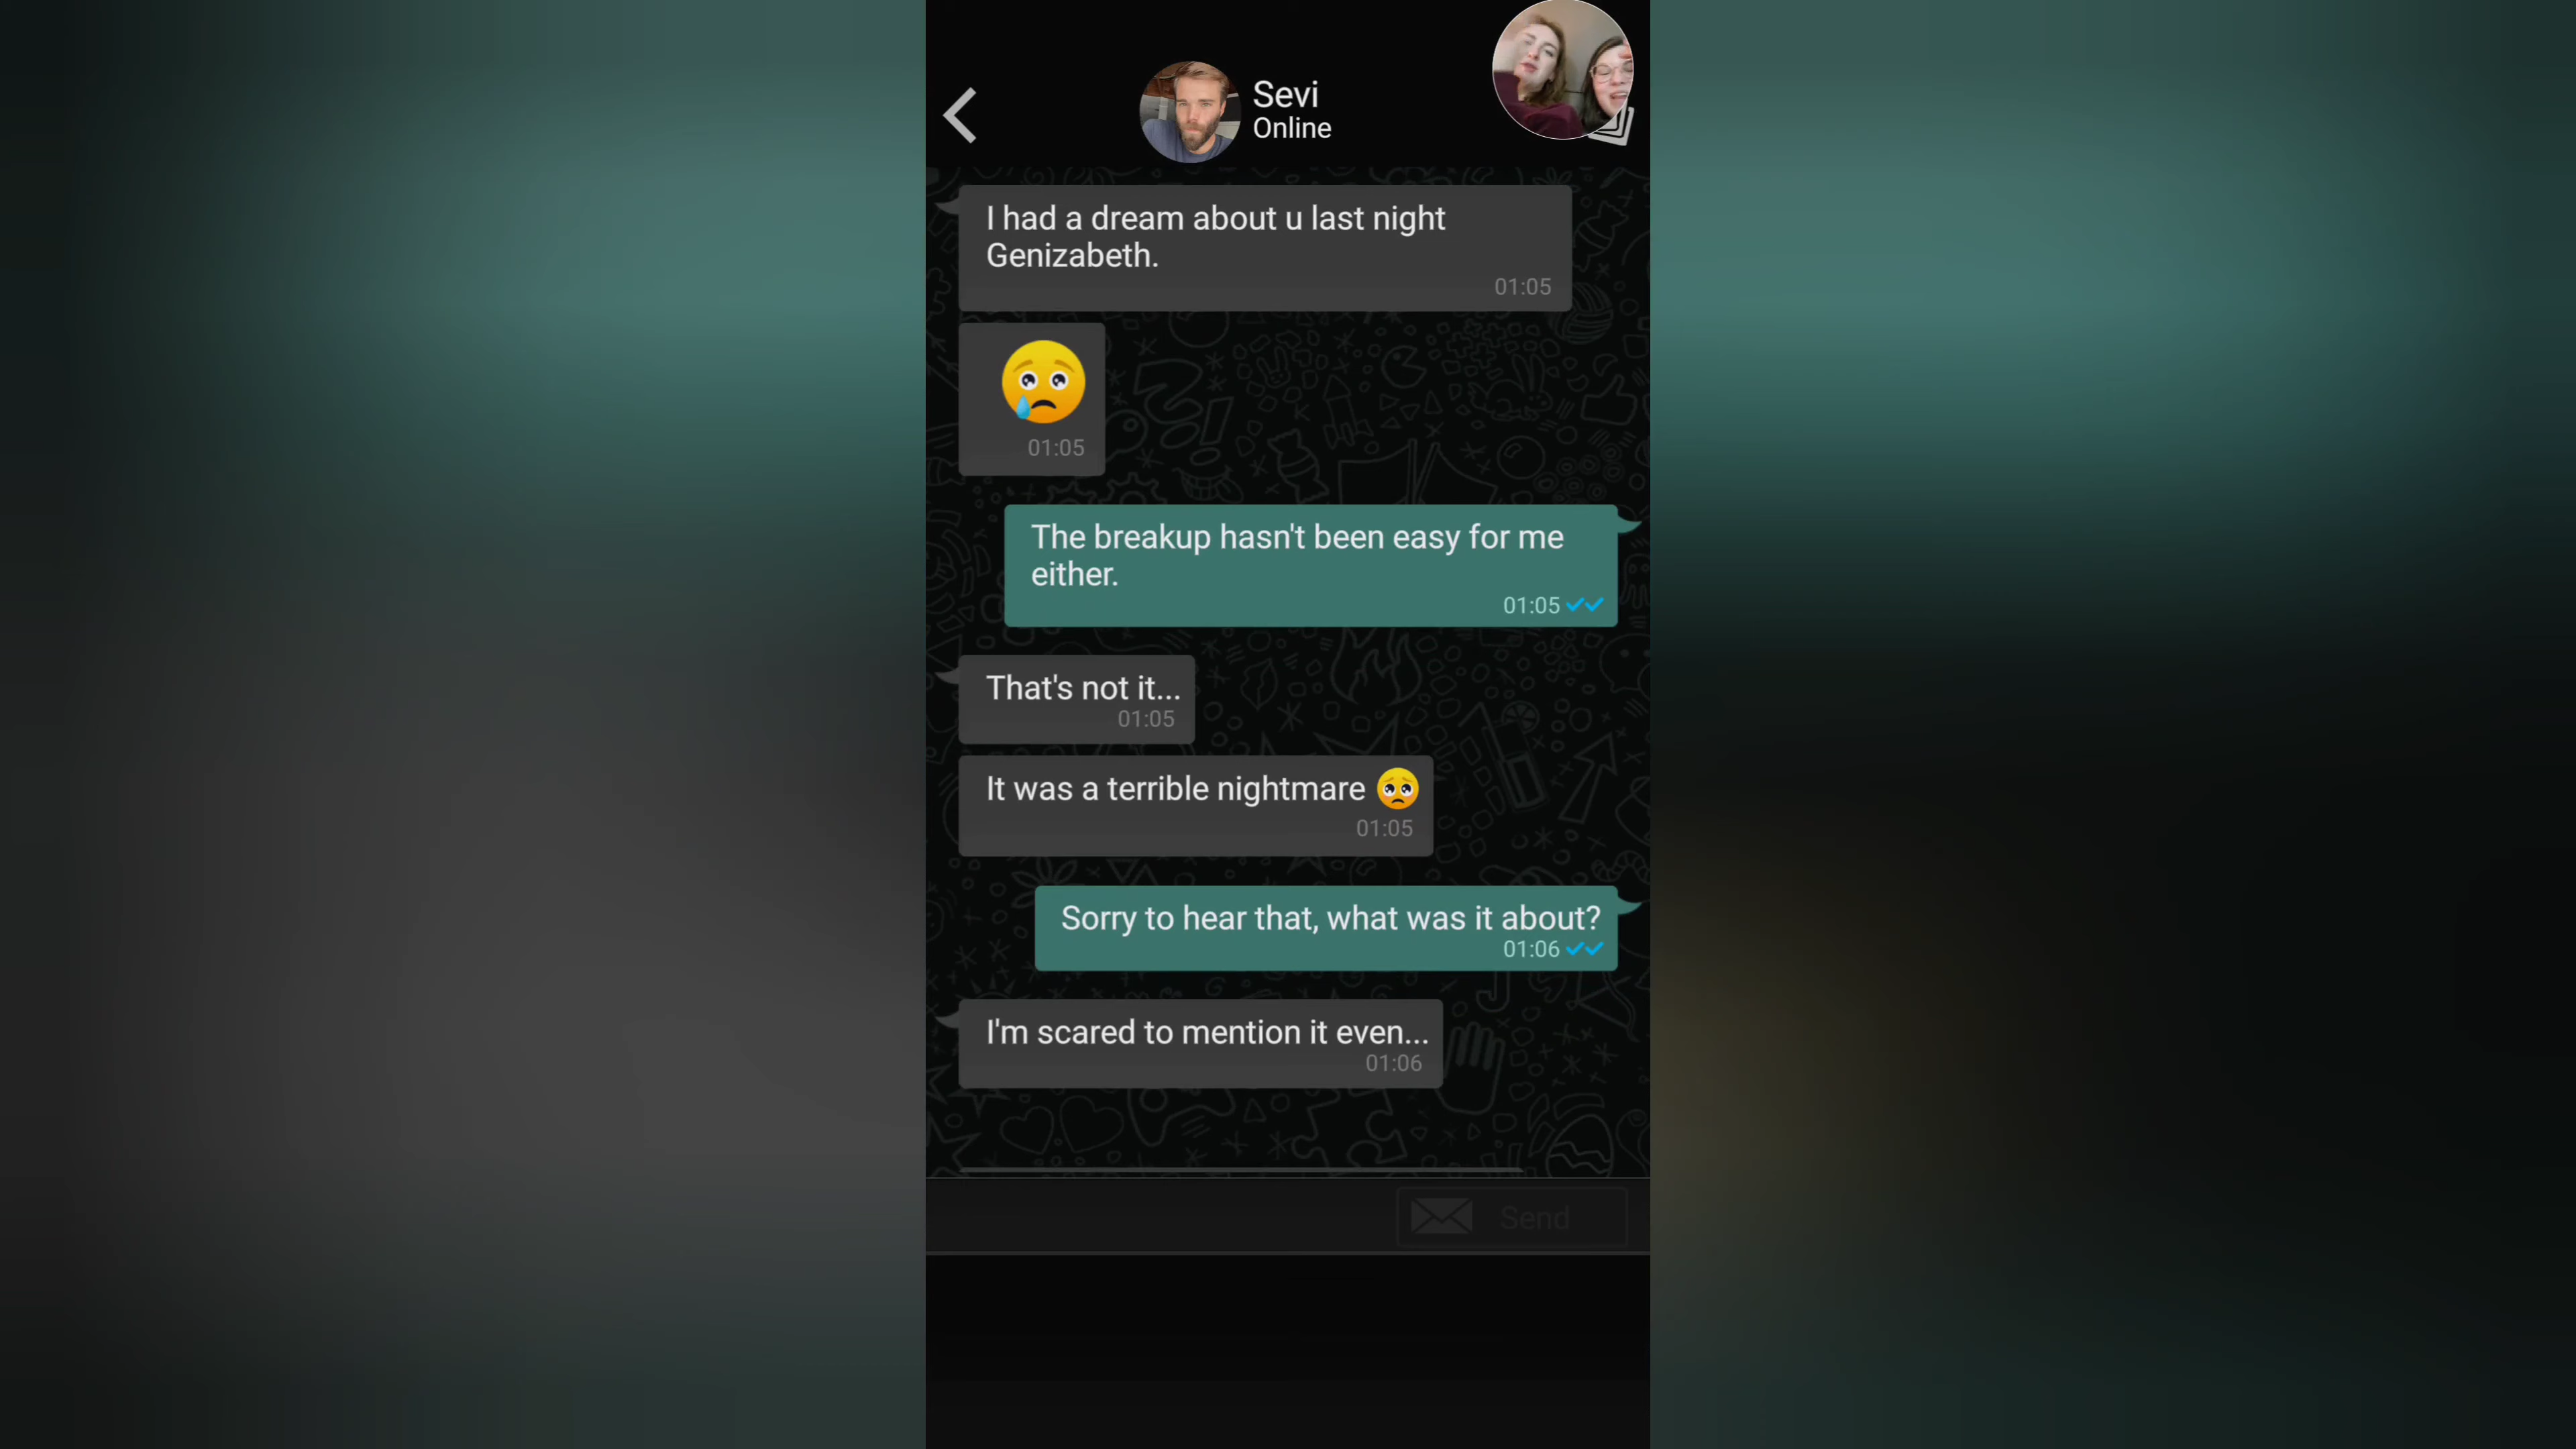 Sevi
Online
I had a dream about u last night
Genizabeth.
01:05
01:05
The breakup hasn't been easy for me
either.
01:05
That's not it...
01:05
It was a terrible nightmare 🥺
01:05
Sorry to hear that, what was it about?
01:06
I'm scared to mention it even...
01:06
Send